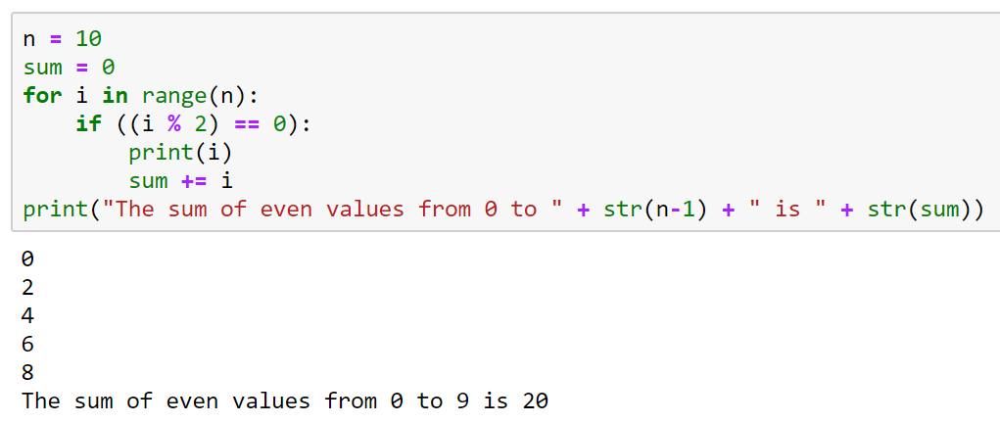 n = 10
sum = 0
for i in range(n):
    if ((i % 2) == 0):
        print(i)
        sum += i
print("The sum of even values from 0 to " + str(n-1) + " is " + str(sum))
0
2
4
6
8
The sum of even values from 0 to 9 is 20